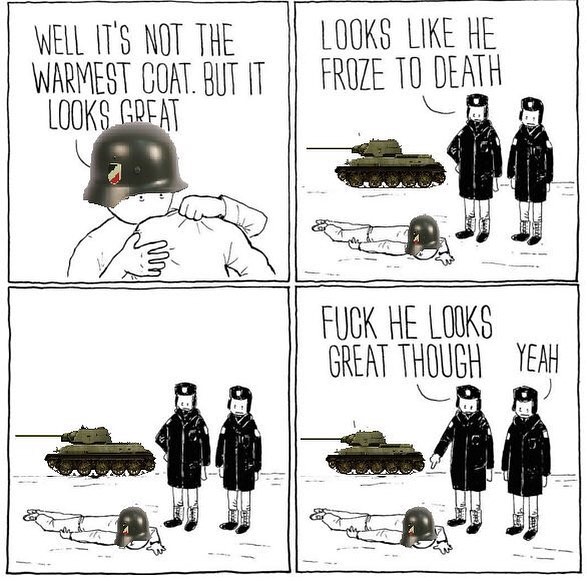 WELL IT'S NOT THE
WARMEST COAT. BUT IT
LOOKS GREAT
LOOKS LIKE HE
FROZE TO DEATH
FUCK HE LOOKS
GREAT THOUGH
YEAH